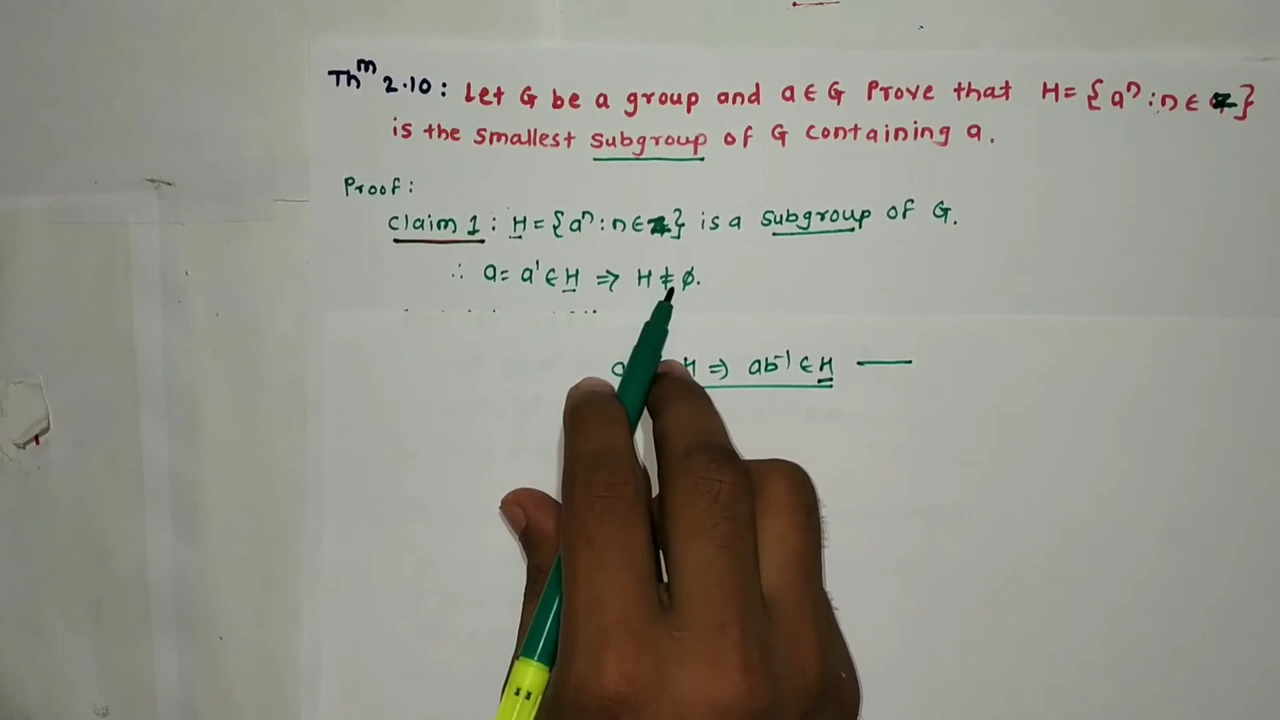 Thm 2.10: Let G be a group and a ∈ G Prove that H = {aⁿ : n ∈ Z}
is the smallest subgroup of G containing a.
Proof:
Claim 1: H = {aⁿ : n ∈ Z} is a subgroup of G.
∴ a = a¹ ∈ H ⇒ H ≠ φ.
H ⇒ ab⁻¹ ∈ H —